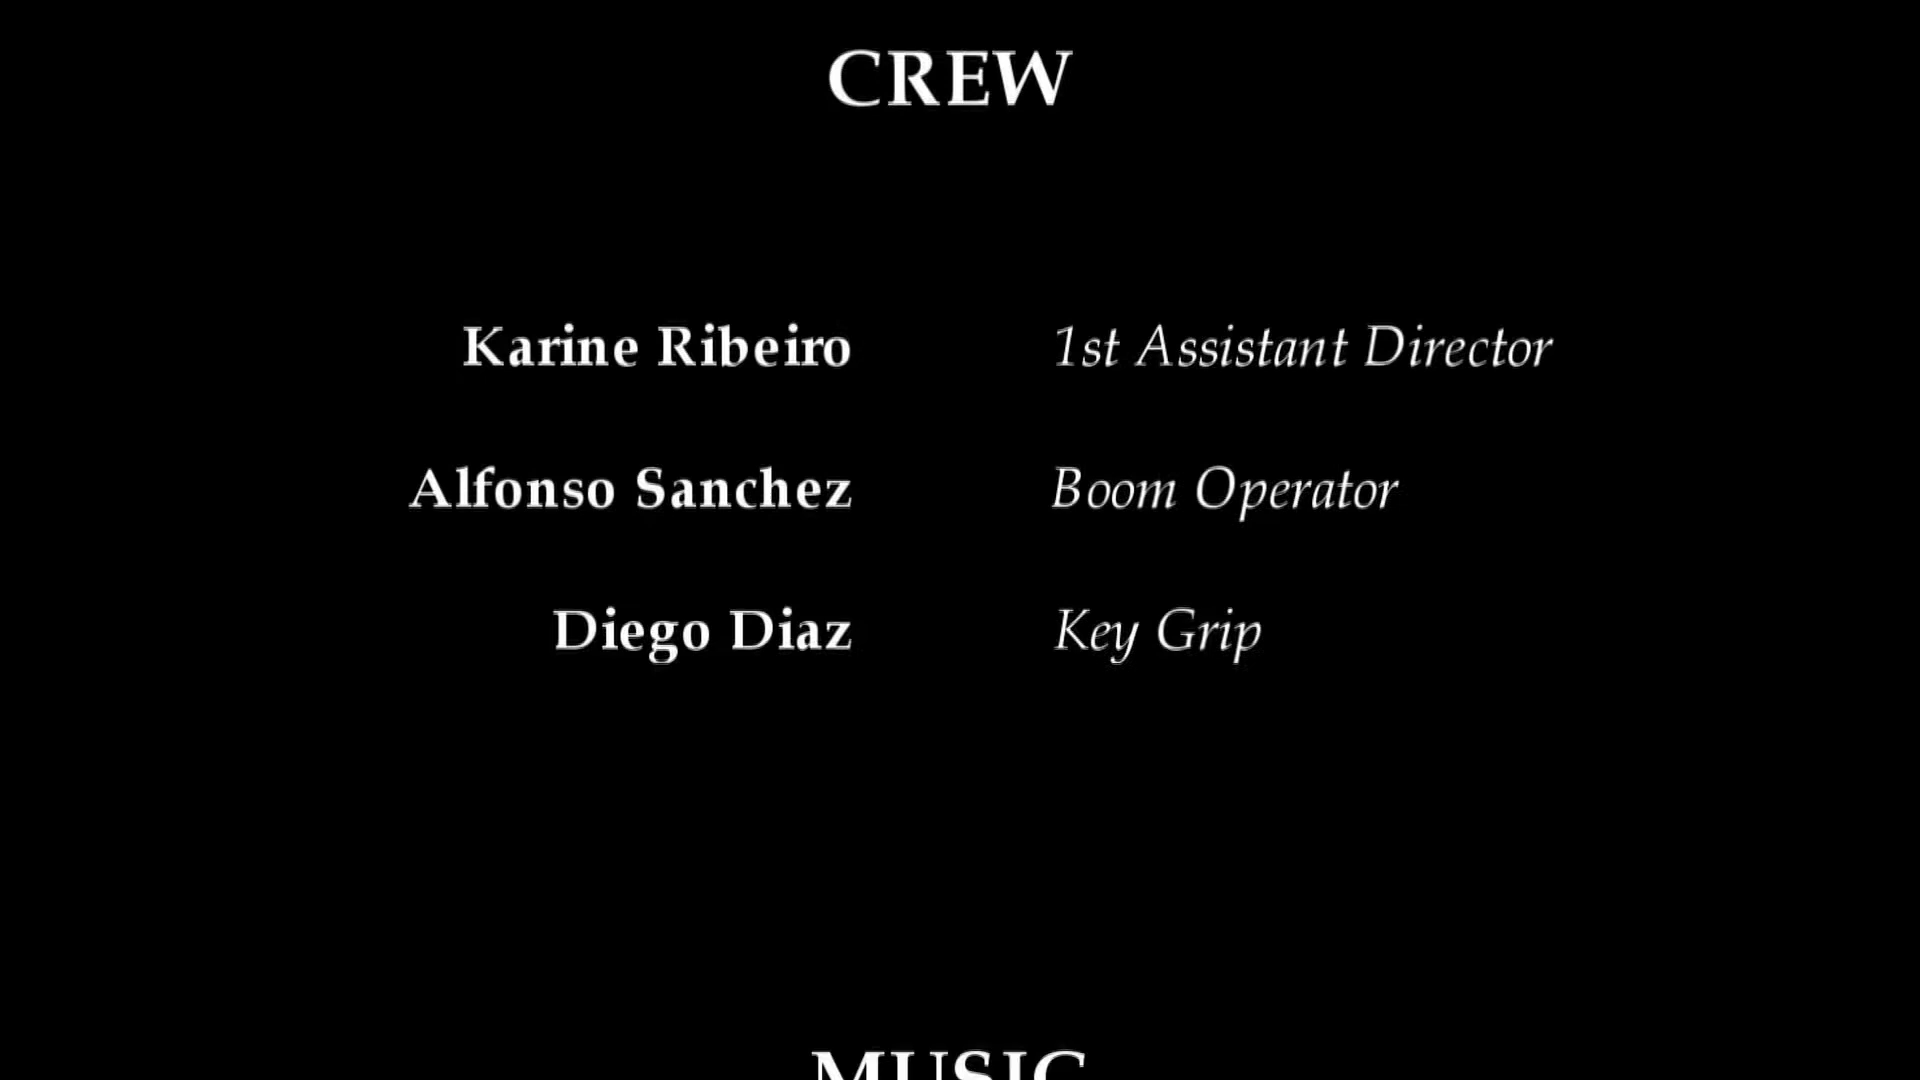 CREW
Karine Ribeiro 1st Assistant Director
Alfonso Sanchez Boom Operator
Diego Diaz Key Grip
MUSIC